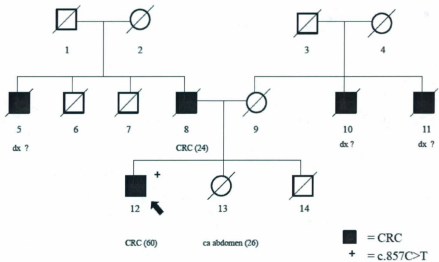 1 2 3 4
5 6 7 8 9 10 11
dx ? CRC (24) dx ? dx ?
+
12 13 14
CRC (60) ca abdomen (26)
= CRC
+ = c.857C>T